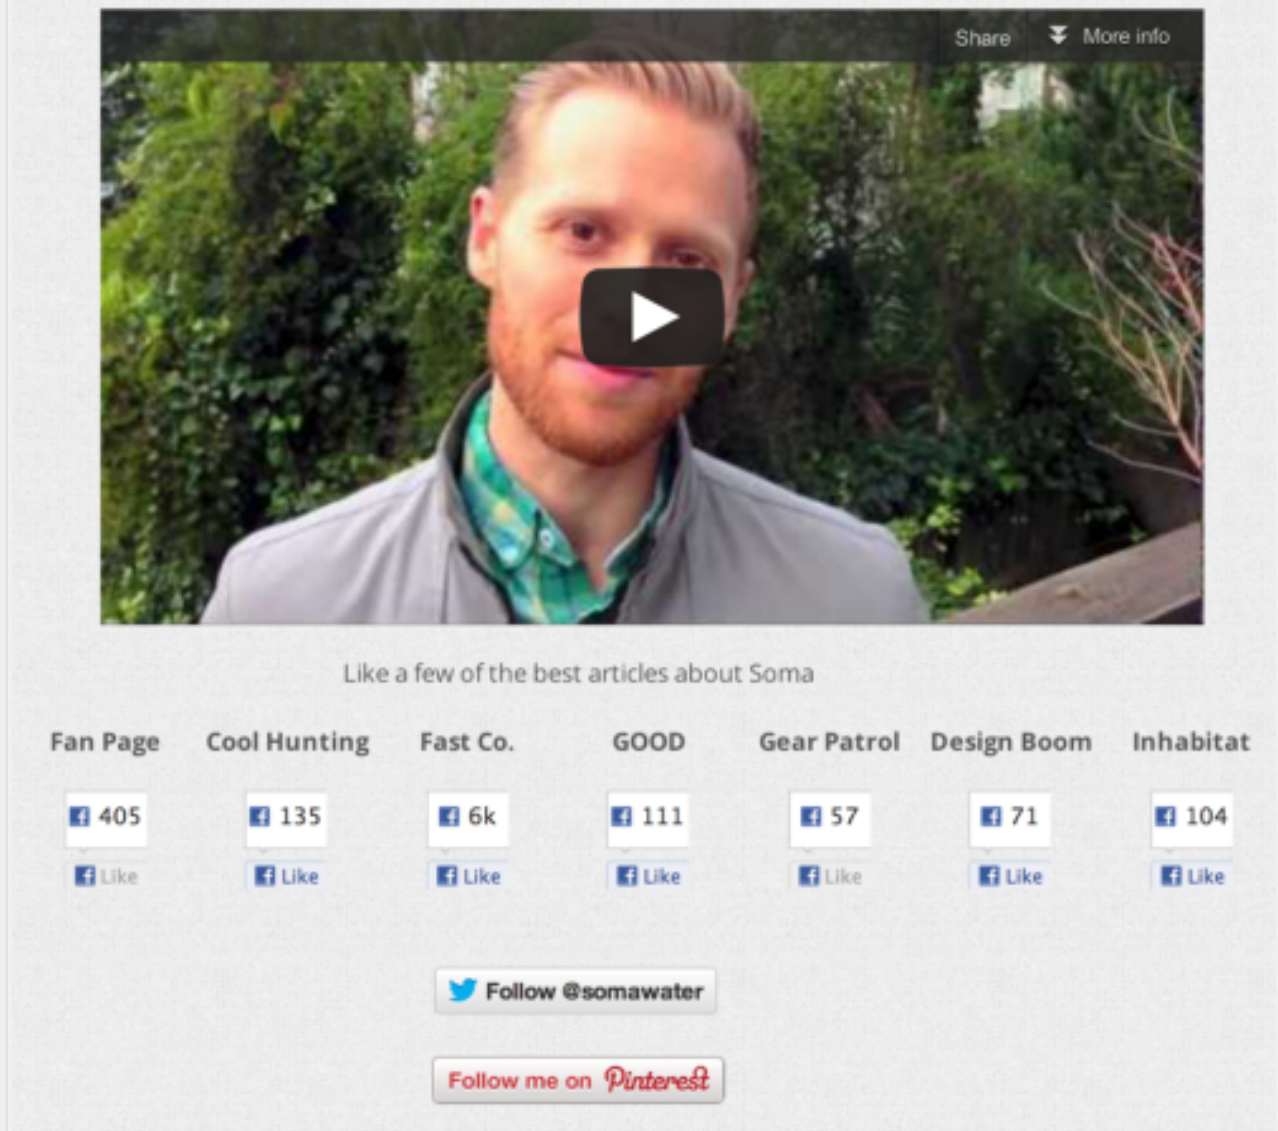 Share More info
Like a few of the best articles about Soma
Fan Page Cool Hunting Fast Co. GOOD Gear Patrol Design Boom Inhabitat
405 135 6k 111 57 71 104
Like Like Like Like Like Like Like
Follow @somawater
Follow me on Pinterest